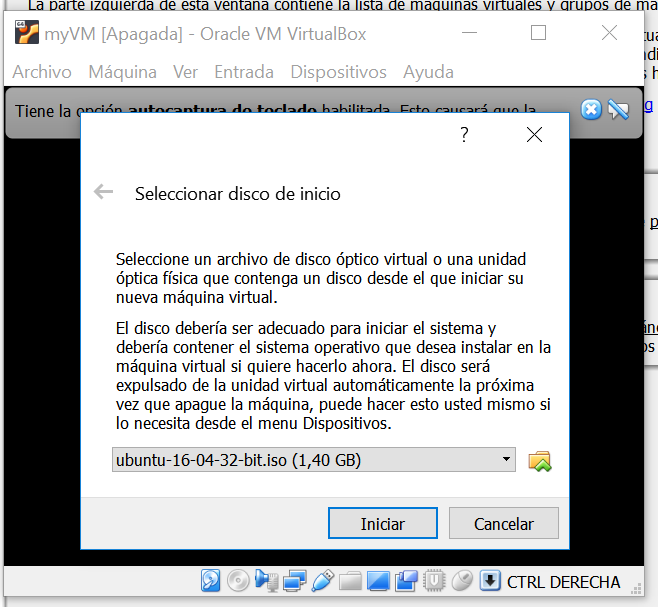 La parte izquierda de esta ventana contiene la lista de máquinas virtuales y grupos de má
myVM [Apagada] - Oracle VM VirtualBox
Archivo Máquina Ver Entrada Dispositivos Ayuda
Tiene la opción autocaptura de teclado habilitada. Esto causará que la
?
Seleccionar disco de inicio
Seleccione un archivo de disco óptico virtual o una unidad
óptica física que contenga un disco desde el que iniciar su
nueva máquina virtual.
El disco debería ser adecuado para iniciar el sistema y
debería contener el sistema operativo que desea instalar en la
máquina virtual si quiere hacerlo ahora. El disco será
expulsado de la unidad virtual automáticamente la próxima
vez que apague la máquina, puede hacer esto usted mismo si
lo necesita desde el menu Dispositivos.
ubuntu-16-04-32-bit.iso (1,40 GB)
Iniciar Cancelar
CTRL DERECHA